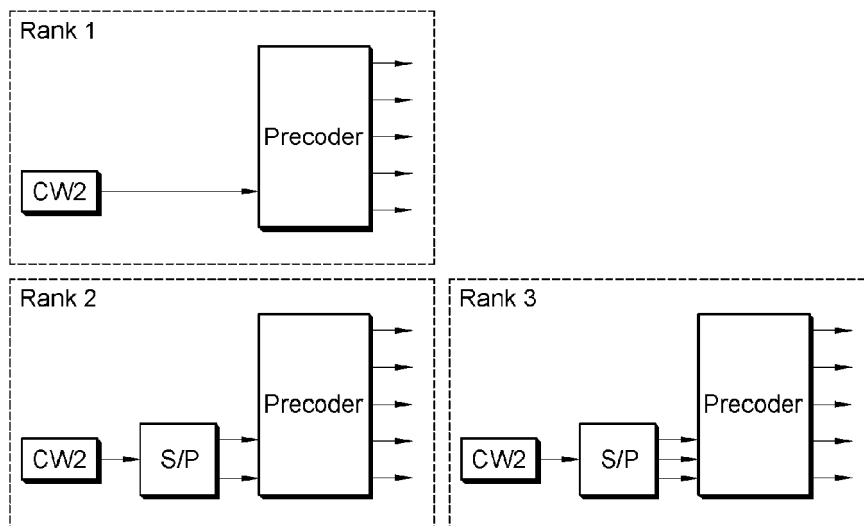 Rank 1
Precoder
CW2
Rank 2
Precoder
CW2
S/P
Rank 3
Precoder
CW2
S/P